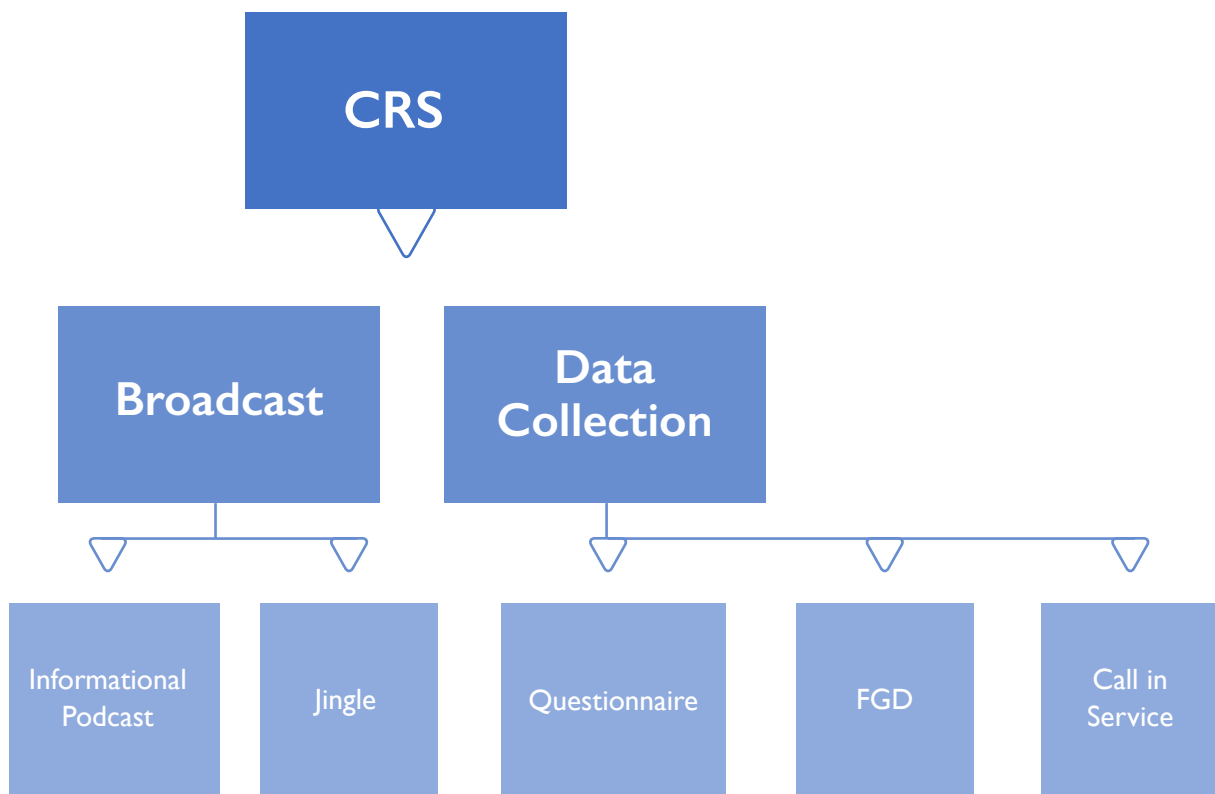 CRS
Broadcast
Data
Collection
Informational
Podcast
Jingle
Questionnaire
FGD
Call in
Service